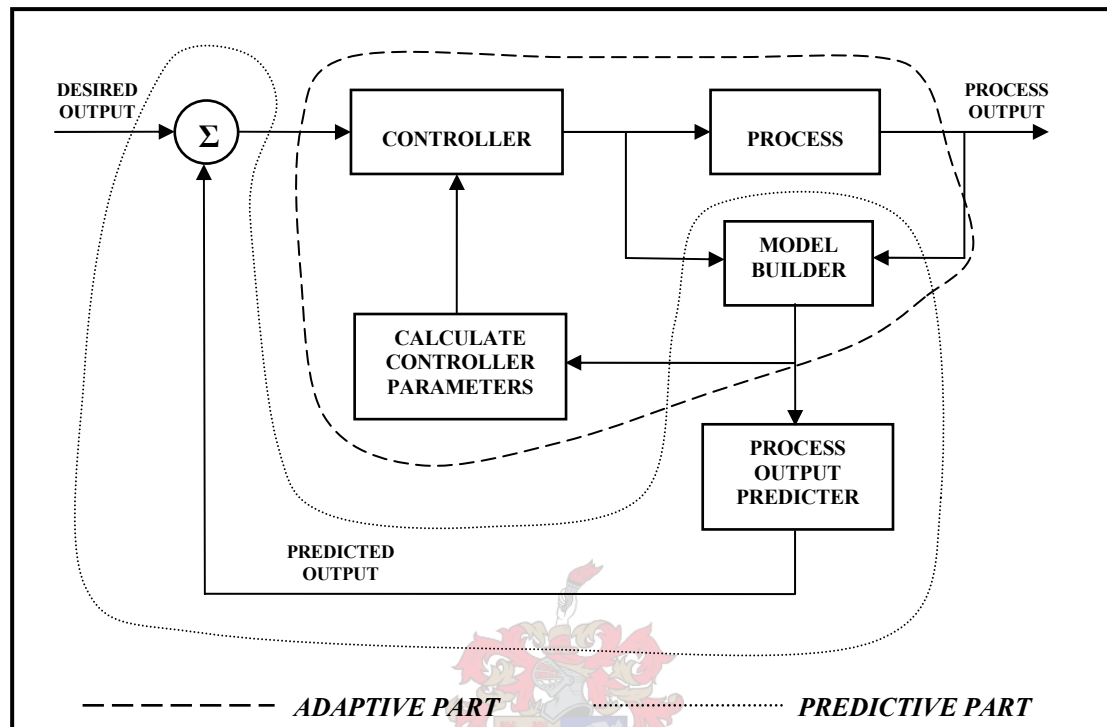 DESIRED
OUTPUT
Σ
CONTROLLER
PROCESS
PROCESS
OUTPUT
MODEL
BUILDER
CALCULATE
CONTROLLER
PARAMETERS
PROCESS
OUTPUT
PREDICTER
PREDICTED
OUTPUT
ADAPTIVE PART
PREDICTIVE PART